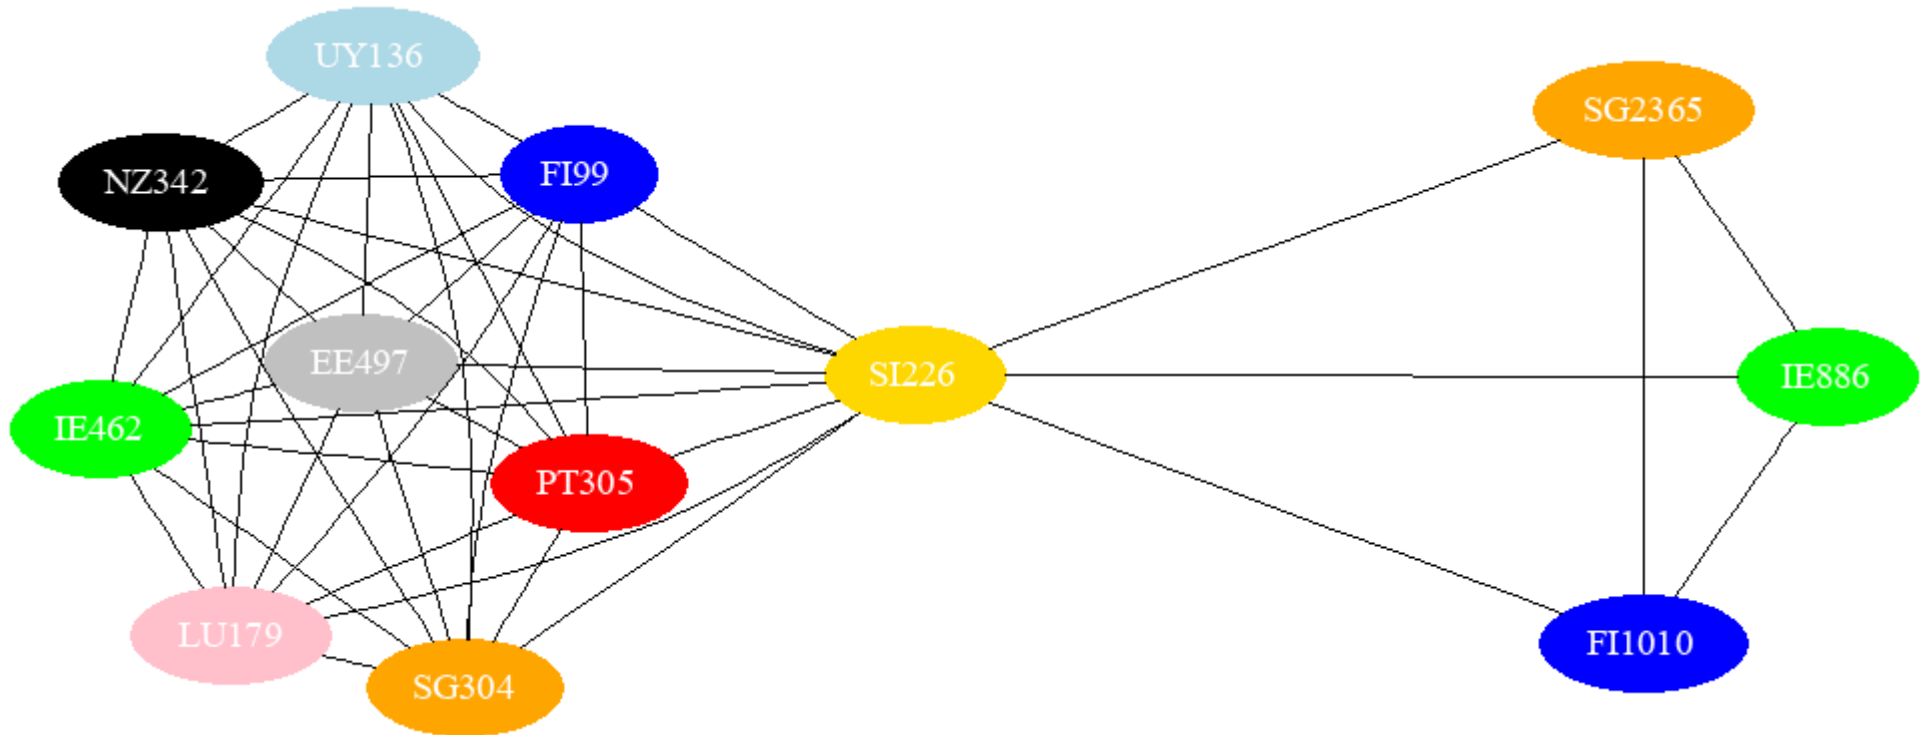 UY136
SG2365
NZ342
FI99
EE497
SI226
IE886
IE462
PT305
LU179
SG304
FI1010